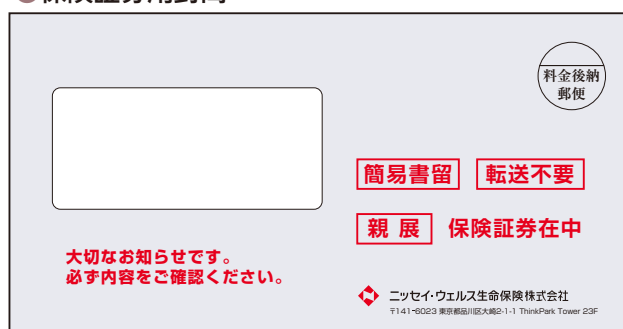 料金後納
郵便
簡易書留 転送不要
親展 保険証券在中
大切なお知らせです。
必ず内容をご確認ください。
ニッセイ・ウェルス生命保険株式会社
〒141-6023 東京都品川区大崎2-1-1 ThinkPark Tower 23F